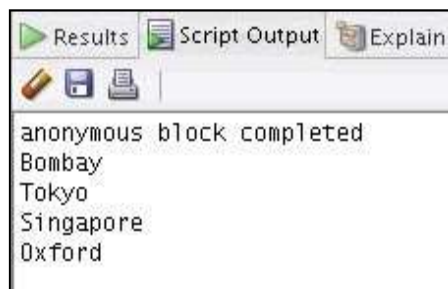 Results Script Output Explain
anonymous block completed
Bombay
Tokyo
Singapore
Oxford